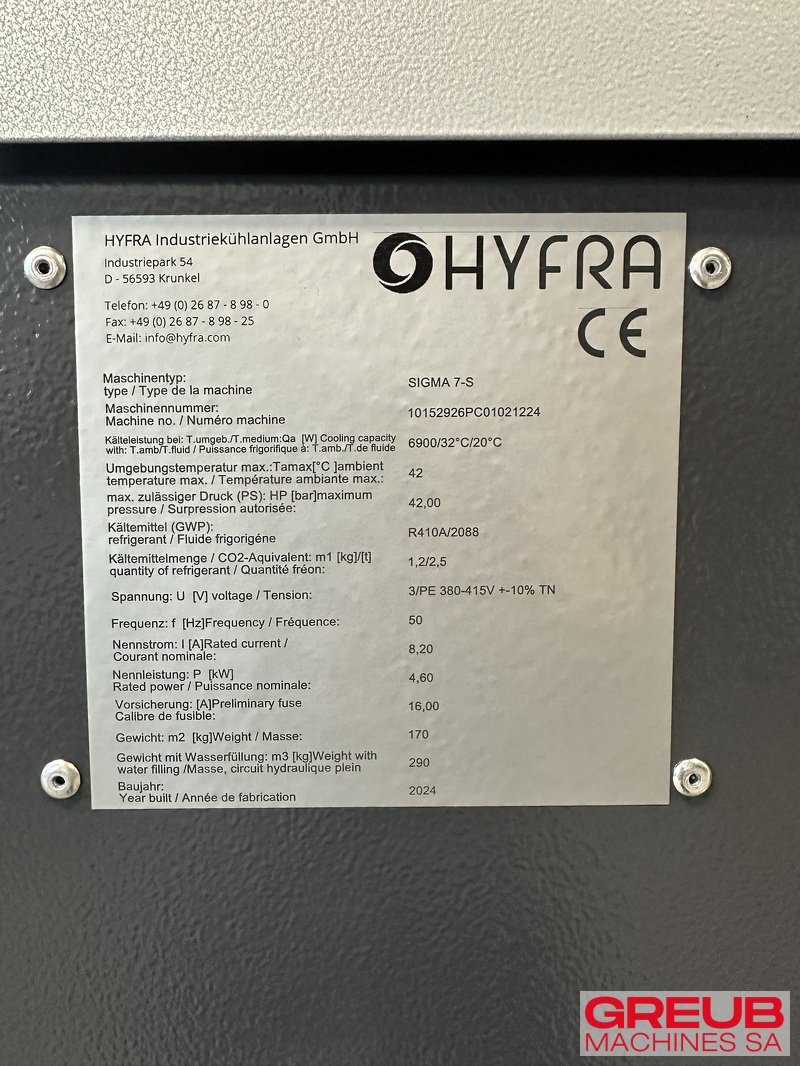 HYFRA Industriekühlanlagen GmbH
Industriepark 54
D - 56593 Krunkel
Telefon: +49 (0) 26 87 - 8 98 - 0
Fax: +49 (0) 26 87 - 8 98 - 25
E-Mail: info@hyfra.com
HYFRA
CE
Maschinentyp:
type / Type de la machine
SIGMA 7-S
Maschinennummer:
Machine no. / Numéro machine
10152926PC01021224
Kälteleistung bei: T.umgeb./T.medium:Qa [W] Cooling capacity
with: T.amb/T.fluid / Puissance frigorifique à: T.amb./T.de fluide
6900/32°C/20°C
Umgebungstemperatur max.:Tamax[°C ]ambient
temperature max. / Température ambiante max.:
42
max. zulässiger Druck (PS): HP [bar]maximum
pressure / Surpression autorisée:
42,00
Kältemittel (GWP):
refrigerant / Fluide frigorigéne
R410A/2088
Kältemittelmenge / CO2-Aquivalent: m1 [kg]/[t]
quantity of refrigerant / Quantité fréon:
1,2/2,5
Spannung: U [V] voltage / Tension:
3/PE 380-415V +-10% TN
Frequenz: f [Hz]Frequency / Fréquence:
50
Nennstrom: I [A]Rated current /
Courant nominale:
8,20
Nennleistung: P [kW]
Rated power / Puissance nominale:
4,60
Vorsicherung: [A]Preliminary fuse
Calibre de fusible:
16,00
Gewicht: m2 [kg]Weight / Masse:
170
Gewicht mit Wasserfüllung: m3 [kg]Weight with
water filling /Masse, circuit hydraulique plein
290
Baujahr:
Year built / Année de fabrication
2024
GREUB
MACHINES SA